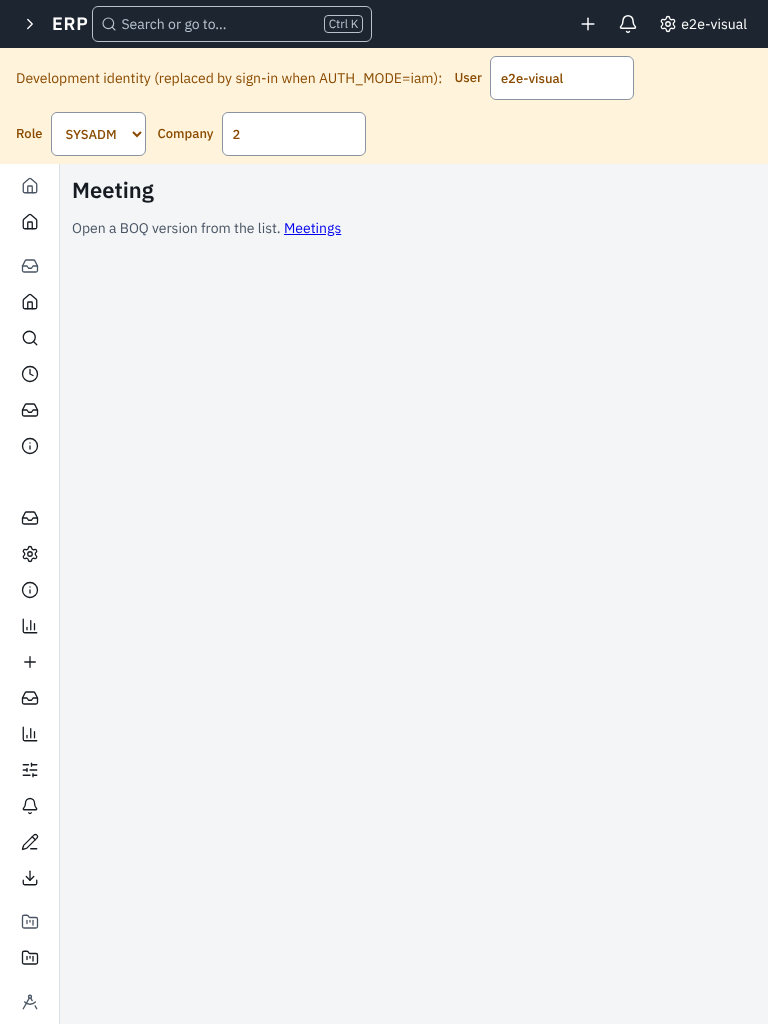 ERP Search or go to... Ctrl K e2e-visual
Development identity (replaced by sign-in when AUTH_MODE=iam): User e2e-visual
Role SYSADM Company 2
Meeting
Open a BOQ version from the list. Meetings